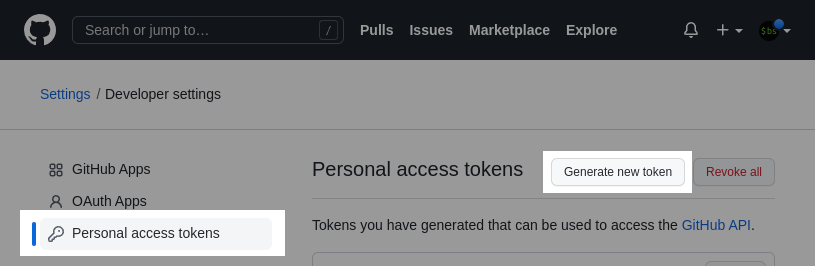 Search or jump to…
/
Pulls
Issues
Marketplace
Explore
$bs
Settings / Developer settings
GitHub Apps
OAuth Apps
Personal access tokens
Personal access tokens
Generate new token
Revoke all
Tokens you have generated that can be used to access the GitHub API.